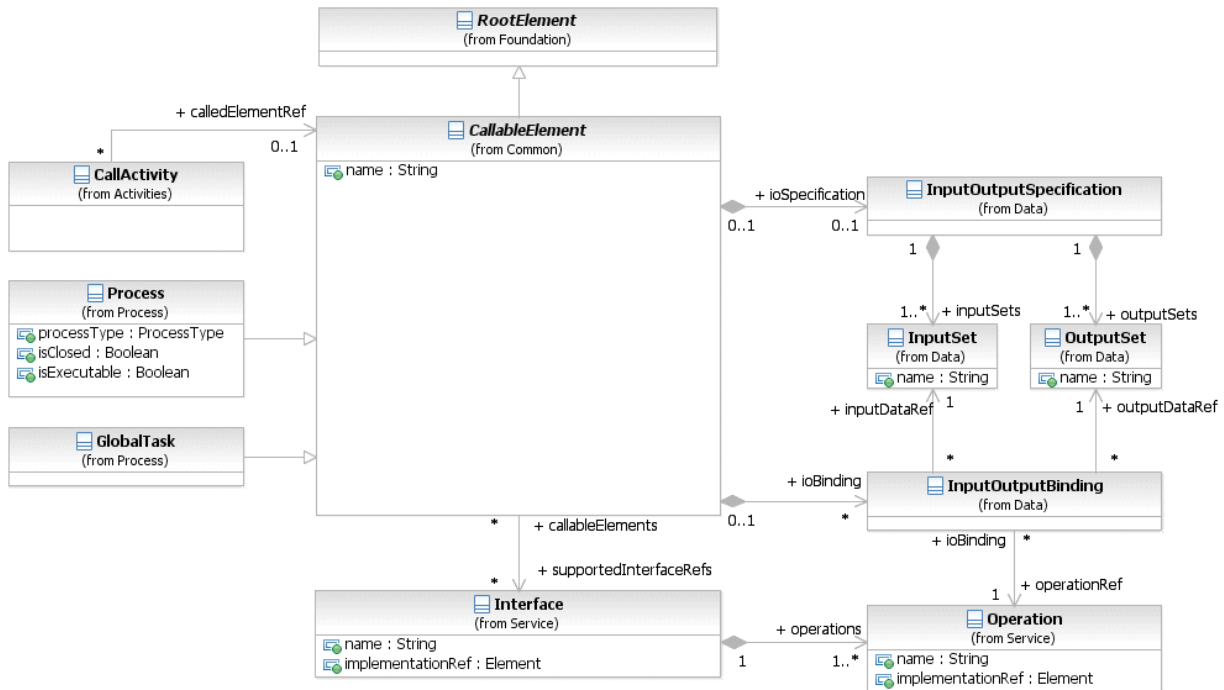 RootElement
(from Foundation)
+ calledElementRef
0..1
*
CallActivity
(from Activities)
CallableElement
(from Common)
name : String
+ ioSpecification
0..1
0..1
InputOutputSpecification
(from Data)
1
1
Process
(from Process)
processType : ProcessType
isClosed : Boolean
isExecutable : Boolean
1..*
+ inputSets
1..*
+ outputSets
InputSet
(from Data)
name : String
OutputSet
(from Data)
name : String
+ inputDataRef
1
1
+ outputDataRef
GlobalTask
(from Process)
*
*
+ ioBinding
0..1
*
InputOutputBinding
(from Data)
*
+ callableElements
+ ioBinding
*
+ supportedInterfaceRefs
*
1
+ operationRef
Interface
(from Service)
name : String
implementationRef : Element
+ operations
1
1..*
Operation
(from Service)
name : String
implementationRef : Element